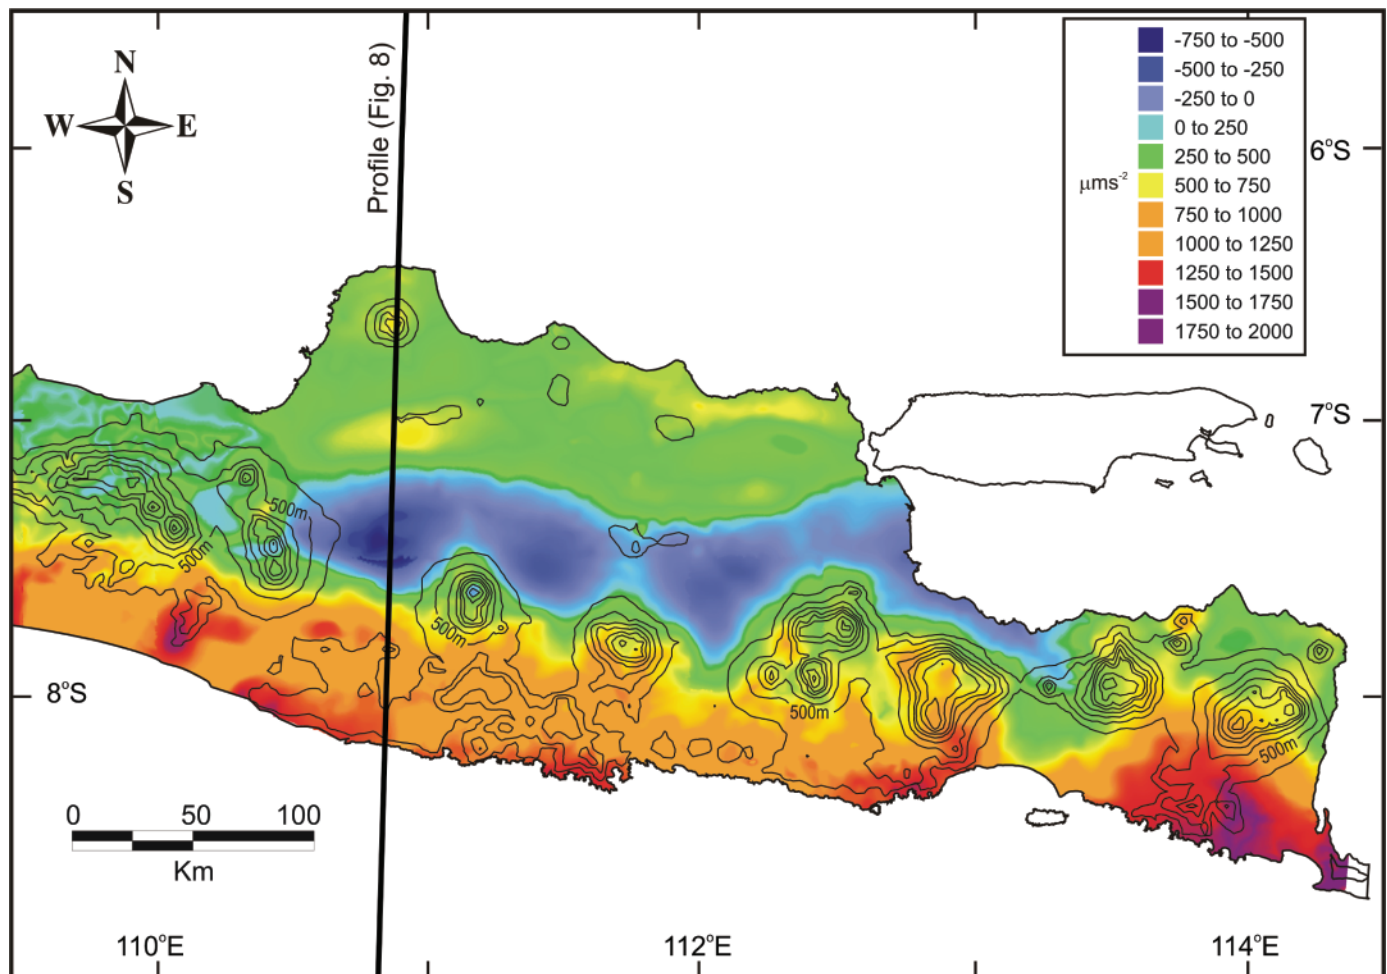 N
W E
S
Profile (Fig. 8)
-750 to -500
-500 to -250
-250 to 0
0 to 250
250 to 500
μms⁻² 500 to 750
750 to 1000
1000 to 1250
1250 to 1500
1500 to 1750
1750 to 2000
6°S
7°S
500m
500m
500m
8°S
500m
500m
0 50 100
Km
110°E 112°E 114°E